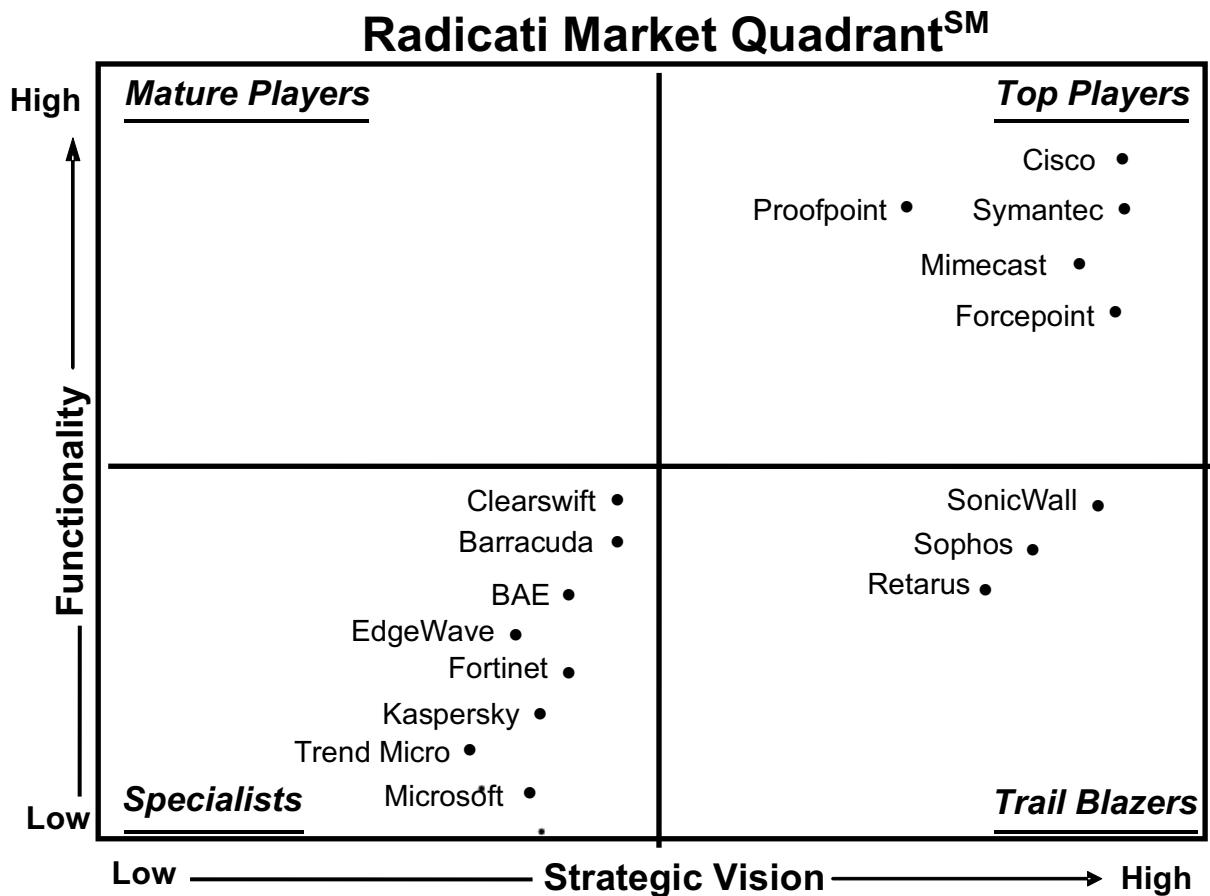 Radicati Market Quadrant℠
High
Mature Players
Top Players
Cisco
Proofpoint
Symantec
Mimecast
Forcepoint
Functionality
Clearswift
Barracuda
BAE
EdgeWave
Fortinet
Kaspersky
Trend Micro
Microsoft
SonicWall
Sophos
Retarus
Specialists
Trail Blazers
Low
Low
Strategic Vision
High